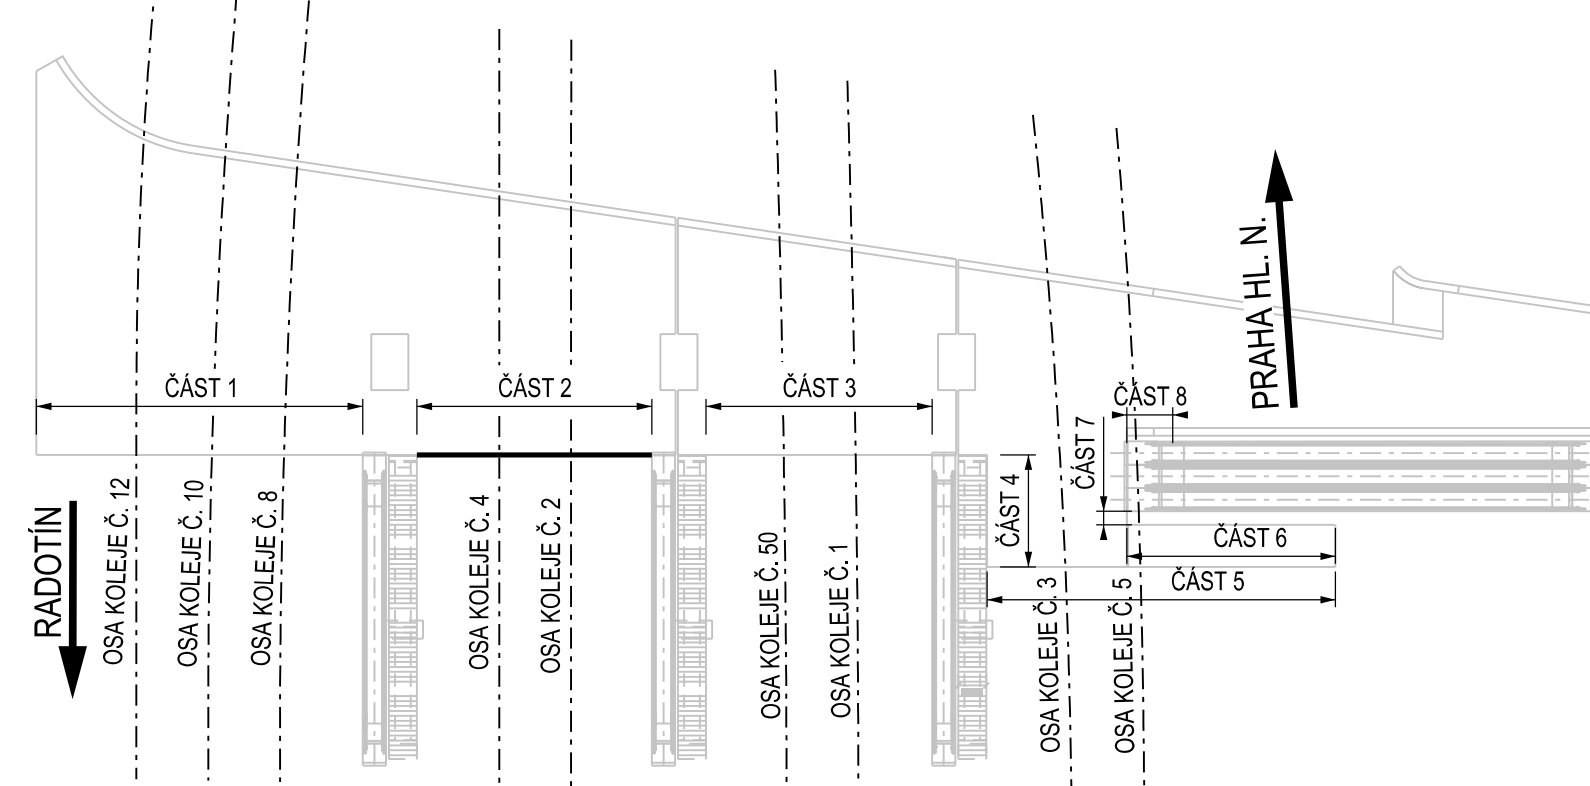 PRAHA HL. N.
ČÁST 1
ČÁST 2
ČÁST 3
ČÁST 8
ČÁST 7
ČÁST 4
ČÁST 6
ČÁST 5
RADOTÍN
OSA KOLEJE Č. 12
OSA KOLEJE Č. 10
OSA KOLEJE Č. 8
OSA KOLEJE Č. 4
OSA KOLEJE Č. 2
OSA KOLEJE Č. 50
OSA KOLEJE Č. 1
OSA KOLEJE Č. 3
OSA KOLEJE Č. 5